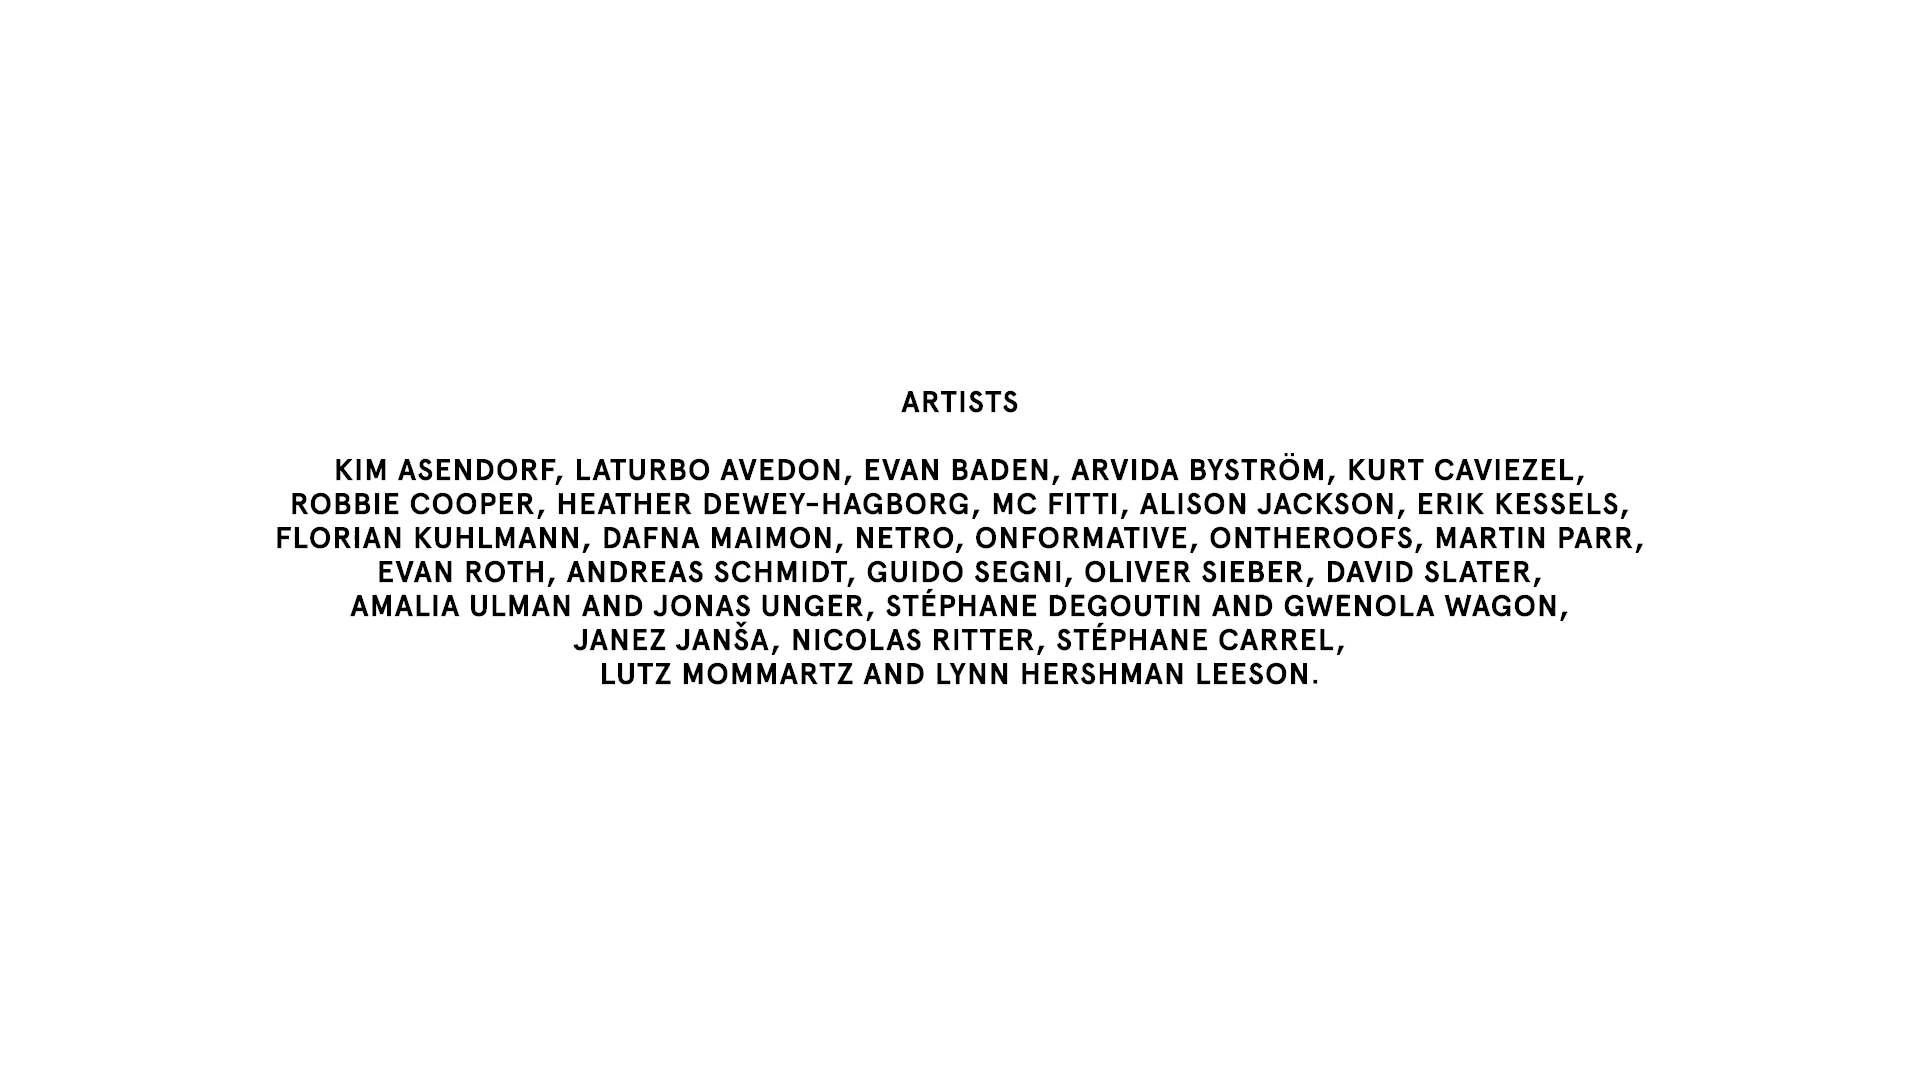 ARTISTS
KIM ASENDORF, LATURBO AVEDON, EVAN BADEN, ARVIDA BYSTRÖM, KURT CAVIEZEL,
ROBBIE COOPER, HEATHER DEWEY-HAGBORG, MC FITTI, ALISON JACKSON, ERIK KESSELS,
FLORIAN KUHLMANN, DAFNA MAIMON, NETRO, ONFORMATIVE, ONTHEROOFS, MARTIN PARR,
EVAN ROTH, ANDREAS SCHMIDT, GUIDO SEGNI, OLIVER SIEBER, DAVID SLATER,
AMALIA ULMAN AND JONAS UNGER, STÉPHANE DEGOUTIN AND GWENOLA WAGON,
JANEZ JANŠA, NICOLAS RITTER, STÉPHANE CARREL,
LUTZ MOMMARTZ AND LYNN HERSHMAN LEESON.